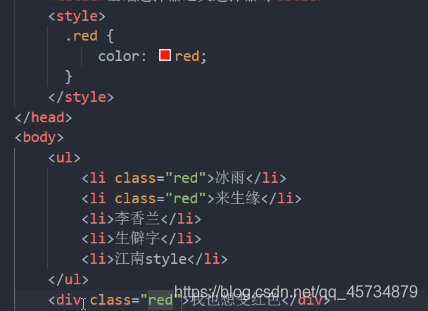 <style>
.red {
color: red;
}
</style>
</head>
<body>
<ul>
<li class="red">冰雨</li>
<li class="red">来生缘</li>
<li>李香兰</li>
<li>生僻字</li>
<li>江南style</li>
</ul>
<div class="red">我也想变红色</div>
https://blog.csdn.net/qq_45734879